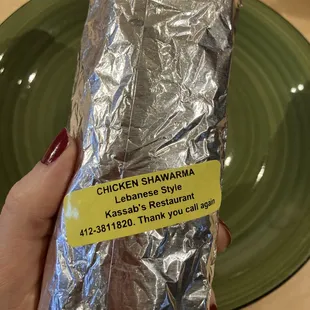 CHICKEN SHAWARMA
Lebanese Style
Kassab's Restaurant
412-3811820. Thank you call again